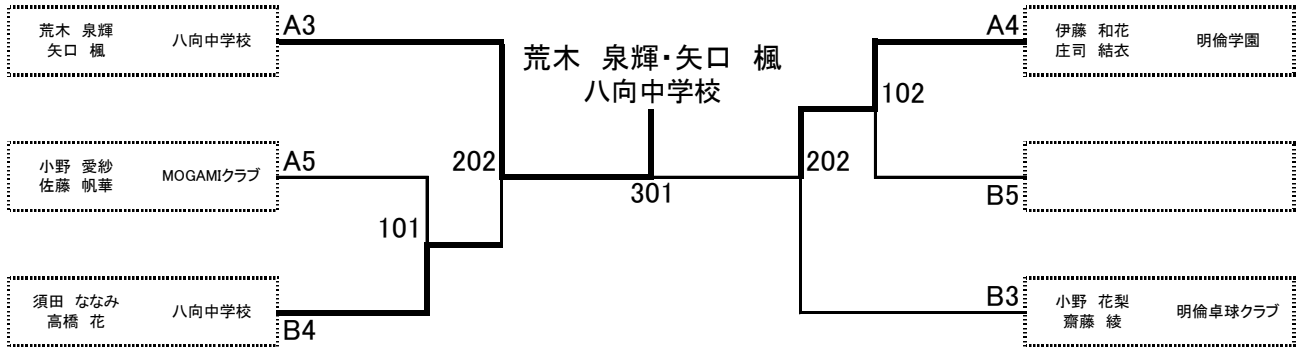 荒木　泉輝
矢口　楓
八向中学校
A3
小野　愛紗
佐藤　帆華
MOGAMIクラブ
A5
須田　ななみ
高橋　花
八向中学校
B4
101
202
荒木　泉輝・矢口　楓
八向中学校
301
202
102
A4
伊藤　和花
庄司　結衣
明倫学園
B5
B3
小野　花梨
齋藤　綾
明倫卓球クラブ